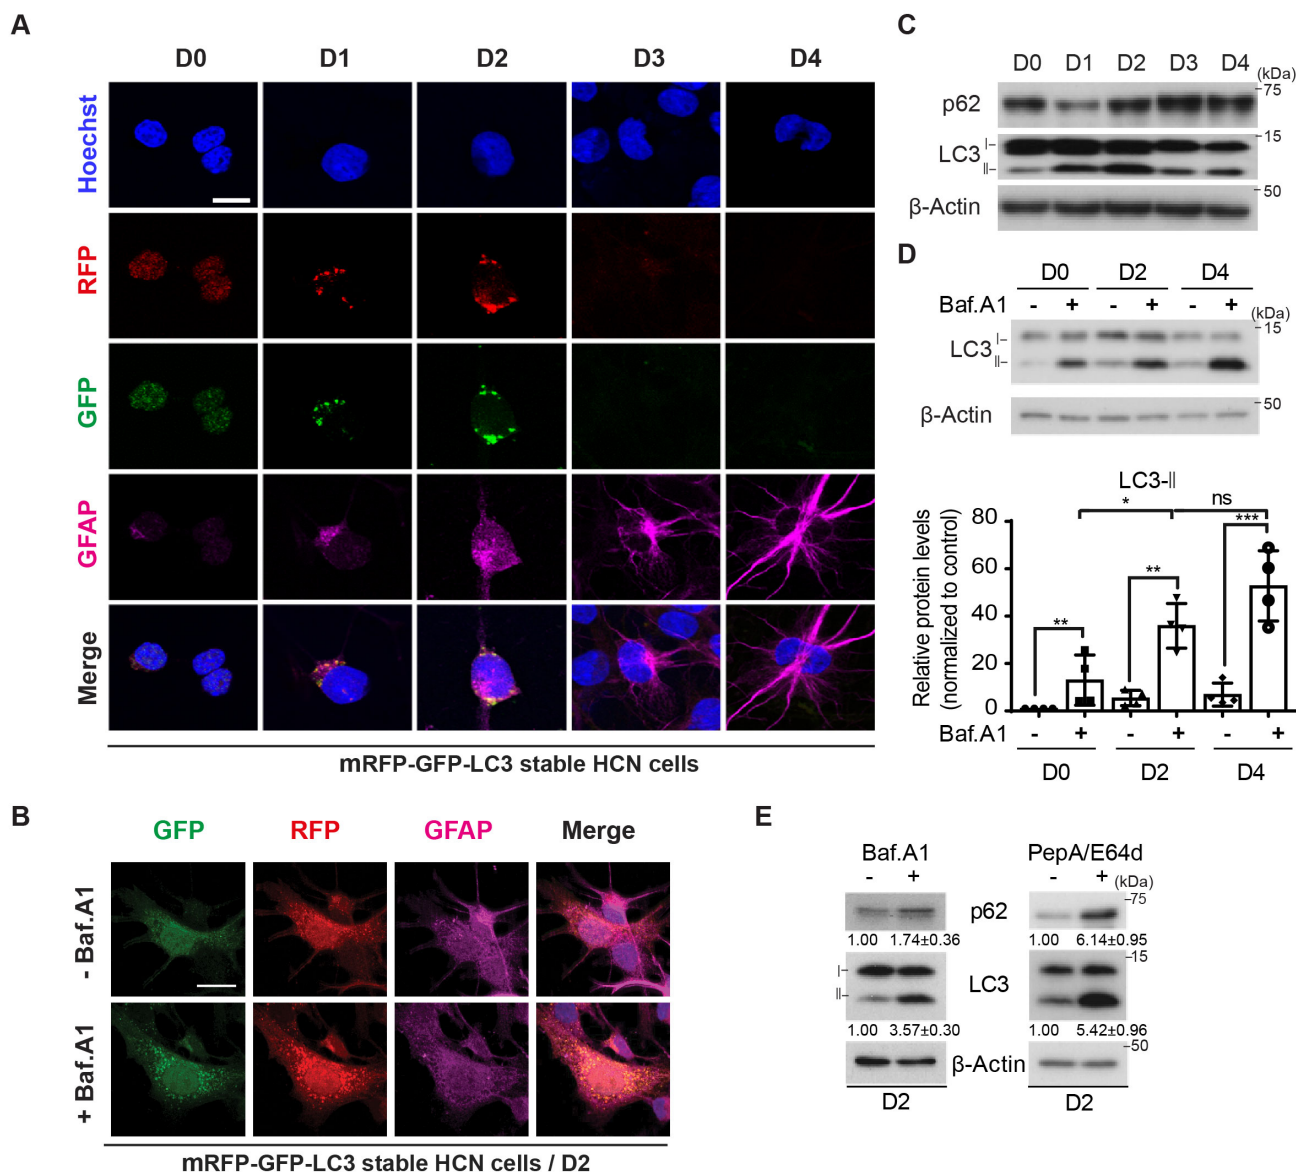 A
D0 D1 D2 D3 D4
Hoechst
RFP
GFP
GFAP
Merge
mRFP-GFP-LC3 stable HCN cells
B
GFP RFP GFAP Merge
- Baf.A1
+ Baf.A1
mRFP-GFP-LC3 stable HCN cells / D2
C
D0 D1 D2 D3 D4 (kDa)
p62 75
LC3 I II 15
β-Actin 50
D
D0 D2 D4
Baf.A1 - + - + - + (kDa)
LC3 I II 15
β-Actin 50
LC3-II
Relative protein levels
(normalized to control)
80
60
40
20
0
** ** *** * ns
Baf.A1 - + - + - +
D0 D2 D4
E
Baf.A1 PepA/E64d
- + - + (kDa)
p62 75
1.00 1.74±0.36 1.00 6.14±0.95
I II LC3 15
1.00 3.57±0.30 1.00 5.42±0.96
β-Actin 50
D2 D2